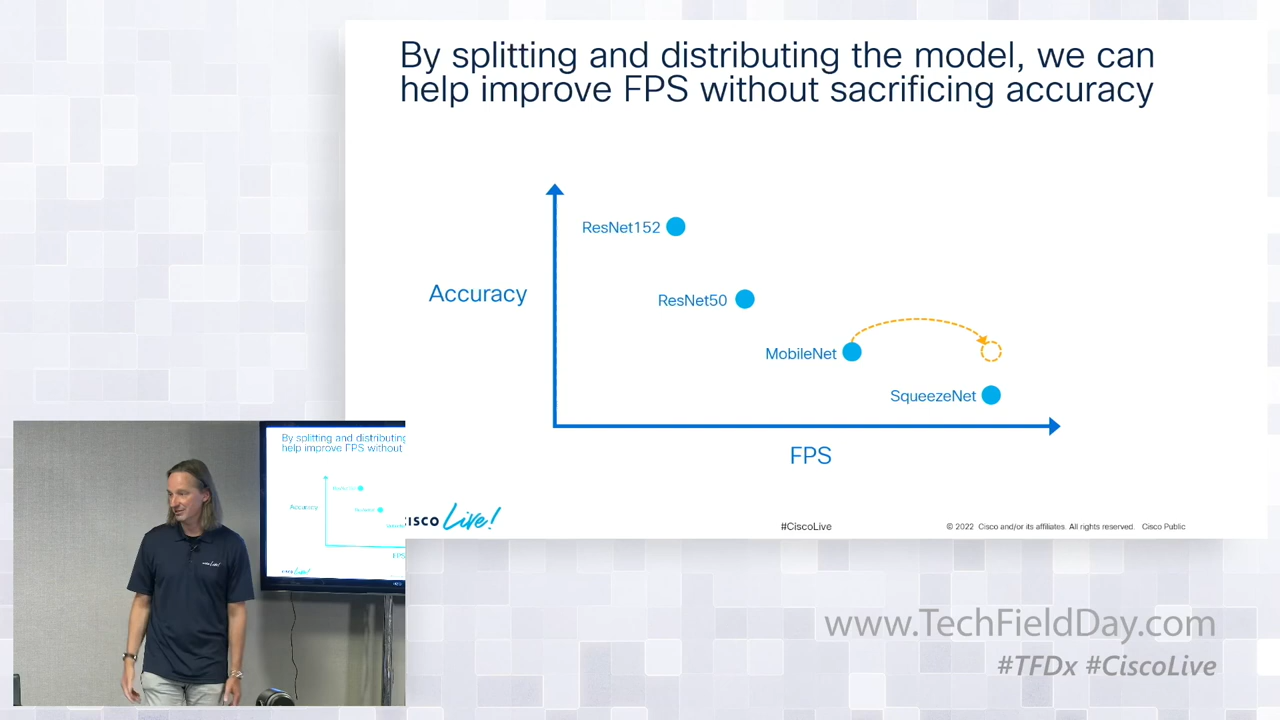 By splitting and distributing the model, we can
help improve FPS without sacrificing accuracy
ResNet152
Accuracy
ResNet50
MobileNet
SqueezeNet
FPS
By splitting and distributing
help improve FPS without
Accuracy
FPS
CISCO Live!
#CiscoLive
© 2022 Cisco and/or its affiliates. All rights reserved. Cisco Public
www.TechFieldDay.com
#TFDx #CiscoLive